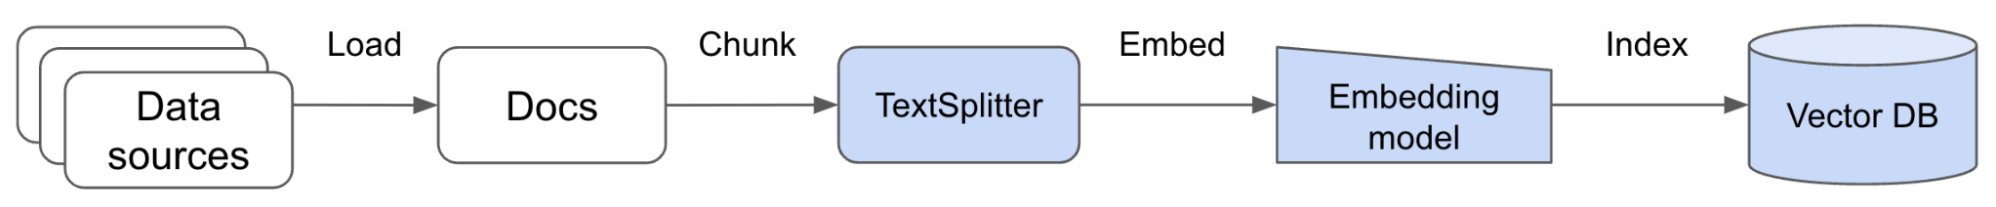 Load
Chunk
Embed
Index
Data
sources
Docs
TextSplitter
Embedding
model
Vector DB